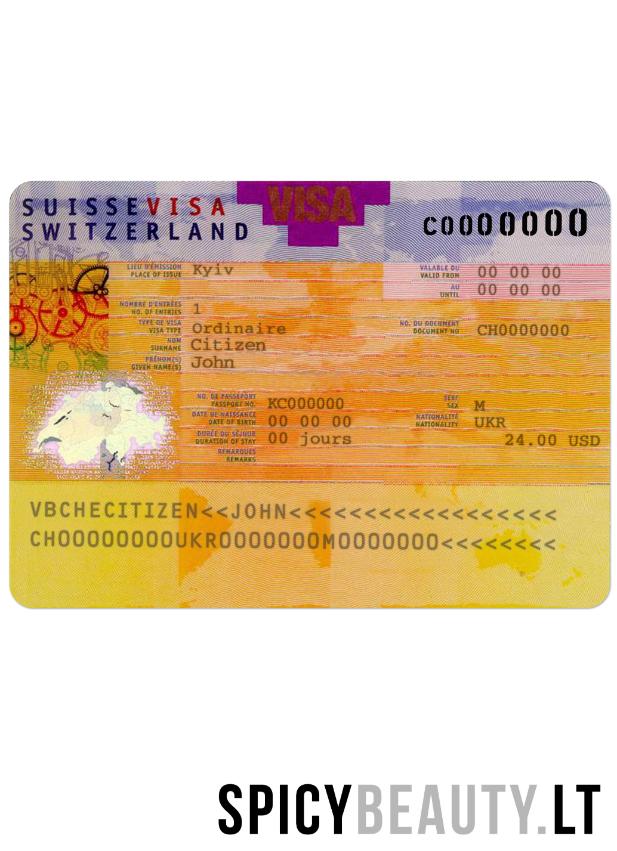 SUISSEVISA
SWITZERLAND
VISA
C0000000
LIEU D'ÉMISSION
PLACE OF ISSUE
Kyiv
VALABLE DU
VALID FROM
00 00 00
AU
UNTIL
00 00 00
NOMBRE D'ENTRÉES
NO. OF ENTRIES
1
TYPE DE VISA
VISA TYPE
Ordinaire
NO. DU DOCUMENT
DOCUMENT NO
CH0000000
NOM
SURNAME
Citizen
PRÉNOM(S)
GIVEN NAME(S)
John
NO. DE PASSEPORT
PASSPORT NO.
KC000000
SEXE
SEX
M
DATE DE NAISSANCE
DATE OF BIRTH
00 00 00
NATIONALITÉ
NATIONALITY
UKR
DURÉE DU SÉJOUR
DURATION OF STAY
00 jours
24.00 USD
REMARQUES
REMARKS
VBCHECITIZEN<<JOHN<<<<<<<<<<<<<<<<<<
CH00000000UKR0000000M0000000<<<<<<<<
SPICYBEAUTY.LT